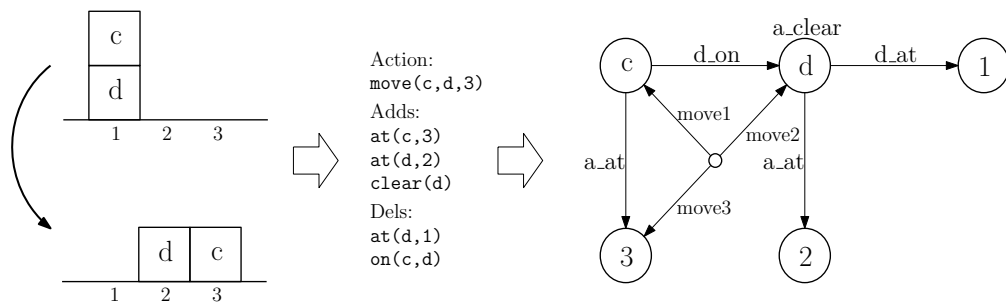 c
d
1 2 3
d c
1 2 3
Action:
move(c,d,3)
Adds:
at(c,3)
at(d,2)
clear(d)
Dels:
at(d,1)
on(c,d)
a_clear
c d_on d d_at 1
move1 move2
a_at a_at
move3
3 2